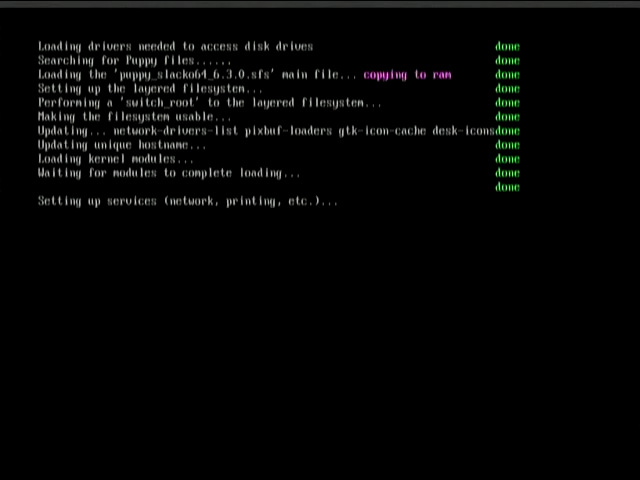 Loading drivers needed to access disk drives done
Searching for Puppy files...... done
Loading the 'puppy_slacko64_6.3.0.sfs' main file... copying to ram done
Setting up the layered filesystem... done
Performing a 'switch_root' to the layered filesystem... done
Making the filesystem usable... done
Updating... network-drivers-list pixbuf-loaders gtk-icon-cache desk-icons done
Updating unique hostname... done
Loading kernel modules... done
Waiting for modules to complete loading... done
done
Setting up services (network, printing, etc.)...